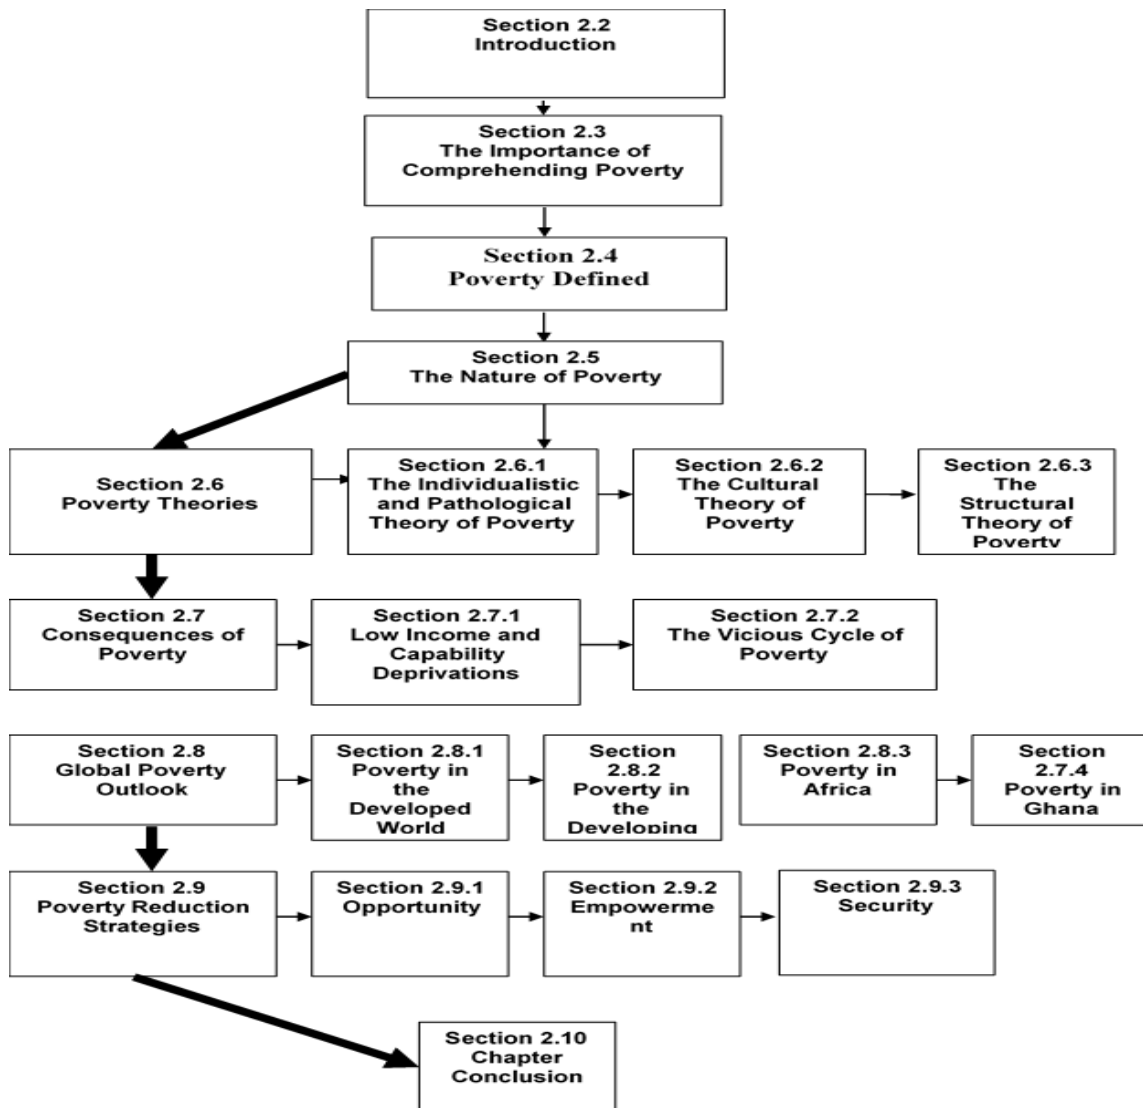 Section 2.2
Introduction
Section 2.3
The Importance of
Comprehending Poverty
Section 2.4
Poverty Defined
Section 2.5
The Nature of Poverty
Section 2.6
Poverty Theories
Section 2.6.1
The Individualistic
and Pathological
Theory of Poverty
Section 2.6.2
The Cultural
Theory of
Poverty
Section 2.6.3
The
Structural
Theory of
Poverty
Section 2.7
Consequences of
Poverty
Section 2.7.1
Low Income and
Capability
Deprivations
Section 2.7.2
The Vicious Cycle of
Poverty
Section 2.8
Global Poverty
Outlook
Section 2.8.1
Poverty in
the
Developed
World
Section
2.8.2
Poverty in
the
Developing
Section 2.8.3
Poverty in
Africa
Section
2.7.4
Poverty in
Ghana
Section 2.9
Poverty Reduction
Strategies
Section 2.9.1
Opportunity
Section 2.9.2
Empowerme
nt
Section 2.9.3
Security
Section 2.10
Chapter
Conclusion